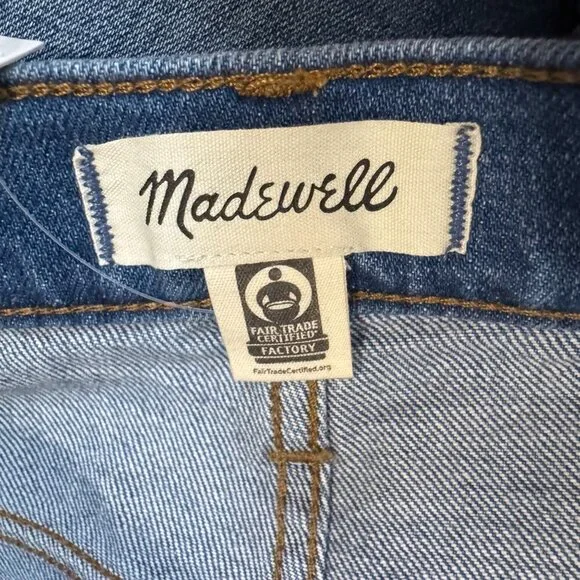 Madewell
FAIR TRADE
CERTIFIED
FACTORY
FairTradeCertified.org